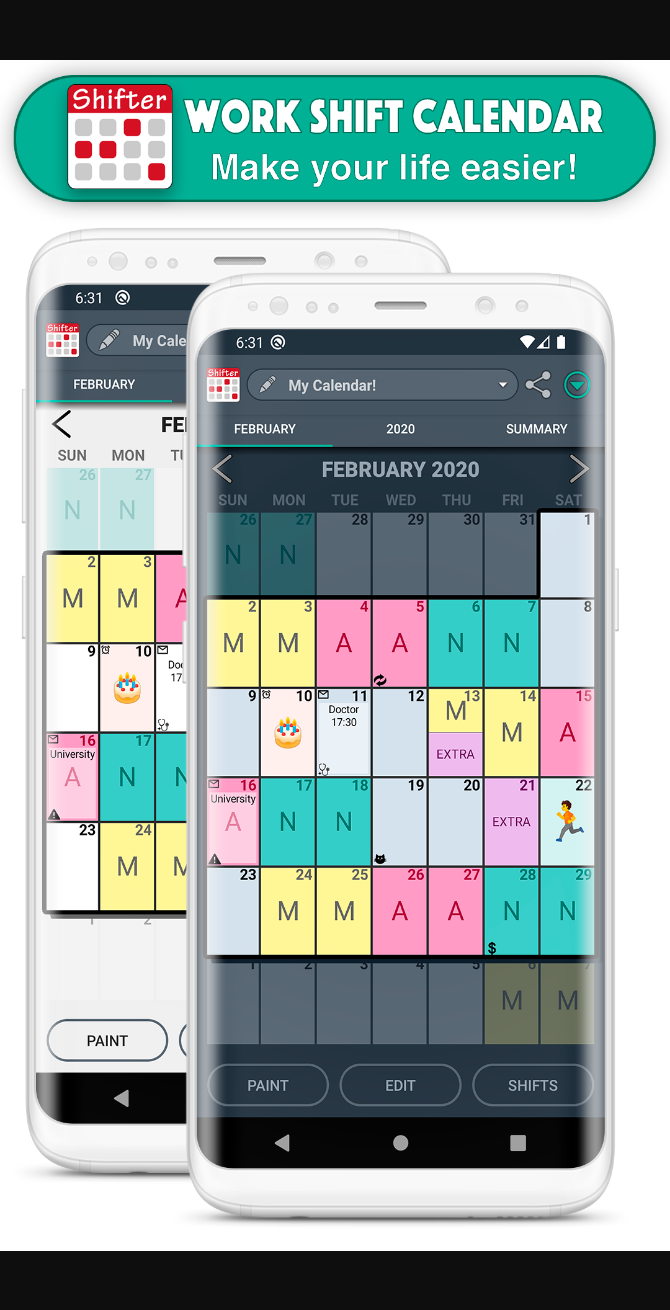 Shifter
WORK SHIFT CALENDAR
Make your life easier!
6:31
Shifter
My Cale
FEBRUARY
FE
SUN MON TU
26 27
N N
2 3
M M A
9 10
Doc
17
16 17
University
A N N
23 24
M M
1 2
PAINT
6:31
Shifter
My Calendar!
FEBRUARY 2020 SUMMARY
FEBRUARY 2020
SUN MON TUE WED THU FRI SAT
26 27 28 29 30 31 1
N N
2 3 4 5 6 7 8
M M A A N N
9 10 11 12 13 14 15
Doctor
17:30
M M A
EXTRA
16 17 18 19 20 21 22
University
A N N EXTRA
23 24 25 26 27 28 29
M M A A N N
$
1 2 3 4 5 6 7
M M
PAINT EDIT SHIFTS